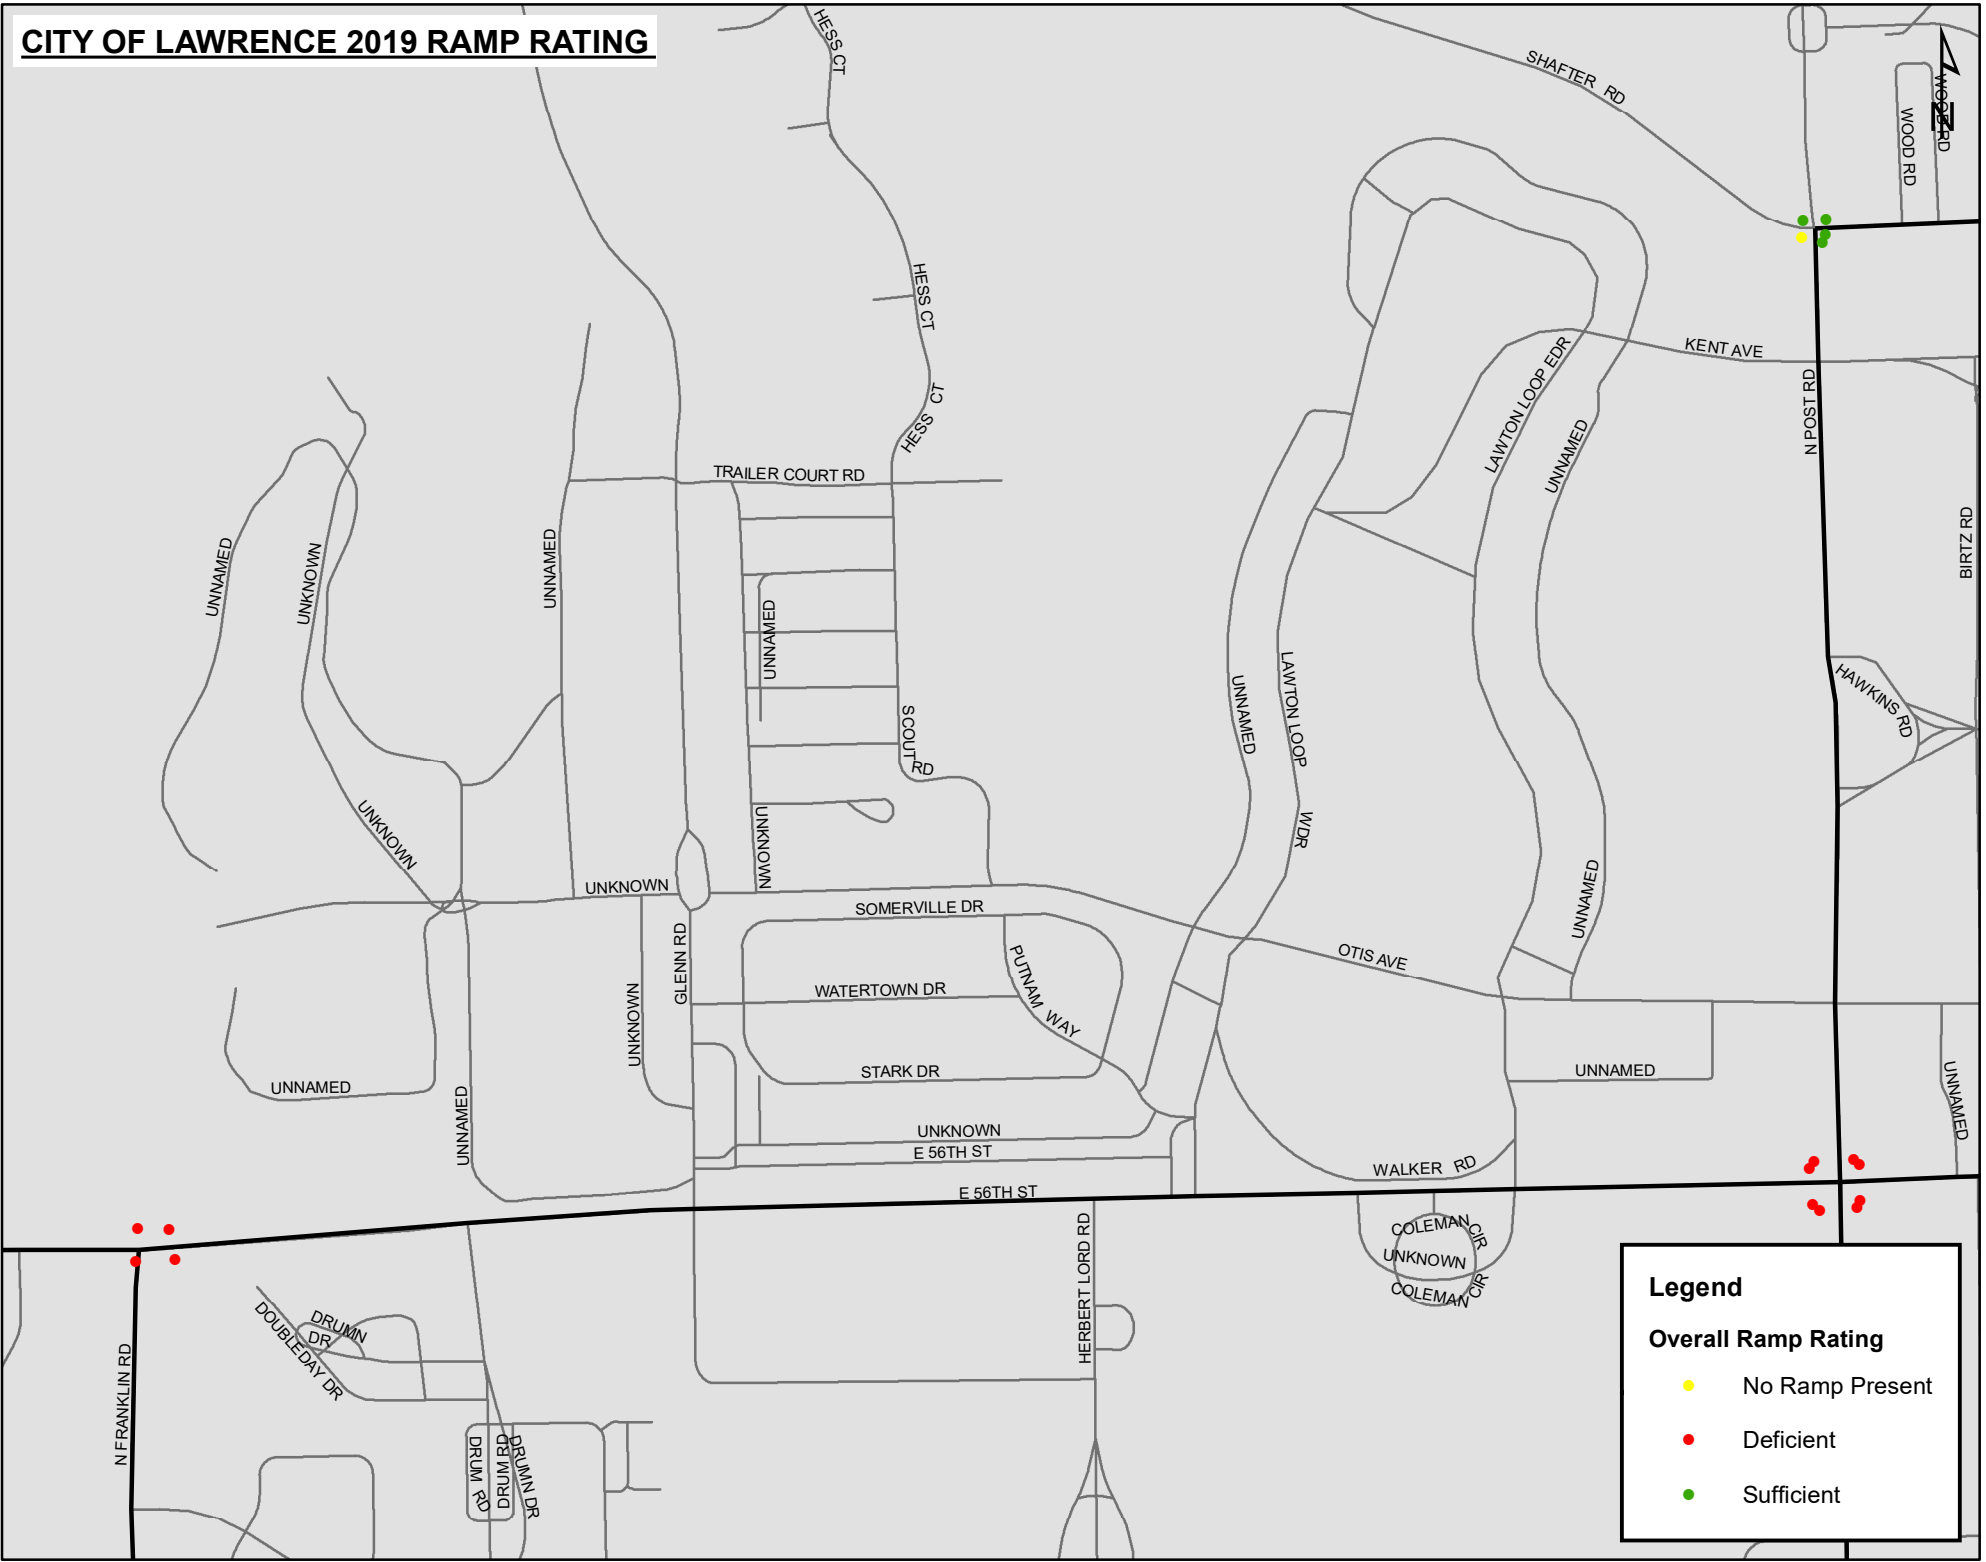 CITY OF LAWRENCE 2019 RAMP RATING
HESS CT
SHAFTER RD
WOOD RD
WOOD RD
N
HESS CT
KENT AVE
LAWTON LOOP EDR
N POST RD
HESS CT
UNNAMED
TRAILER COURT RD
BIRTZ RD
UNNAMED
UNKNOWN
UNNAMED
UNNAMED
UNNAMED
LAWTON LOOP WDR
HAWKINS RD
SCOUT RD
UNKNOWN
UNKNOWN
UNKNOWN
UNNAMED
SOMERVILLE DR
GLENN RD
PUTNAM WAY
OTIS AVE
WATERTOWN DR
UNKNOWN
STARK DR
UNNAMED
UNNAMED
UNNAMED
UNNAMED
UNKNOWN
E 56TH ST
WALKER RD
E 56TH ST
COLEMAN CIR
UNKNOWN
COLEMAN CIR
HERBERT LORD RD
DRUMN DR
DOUBLEDAY DR
N FRANKLIN RD
DRUM RD
DRUM RD
DRUMN DR
Legend
Overall Ramp Rating
No Ramp Present
Deficient
Sufficient